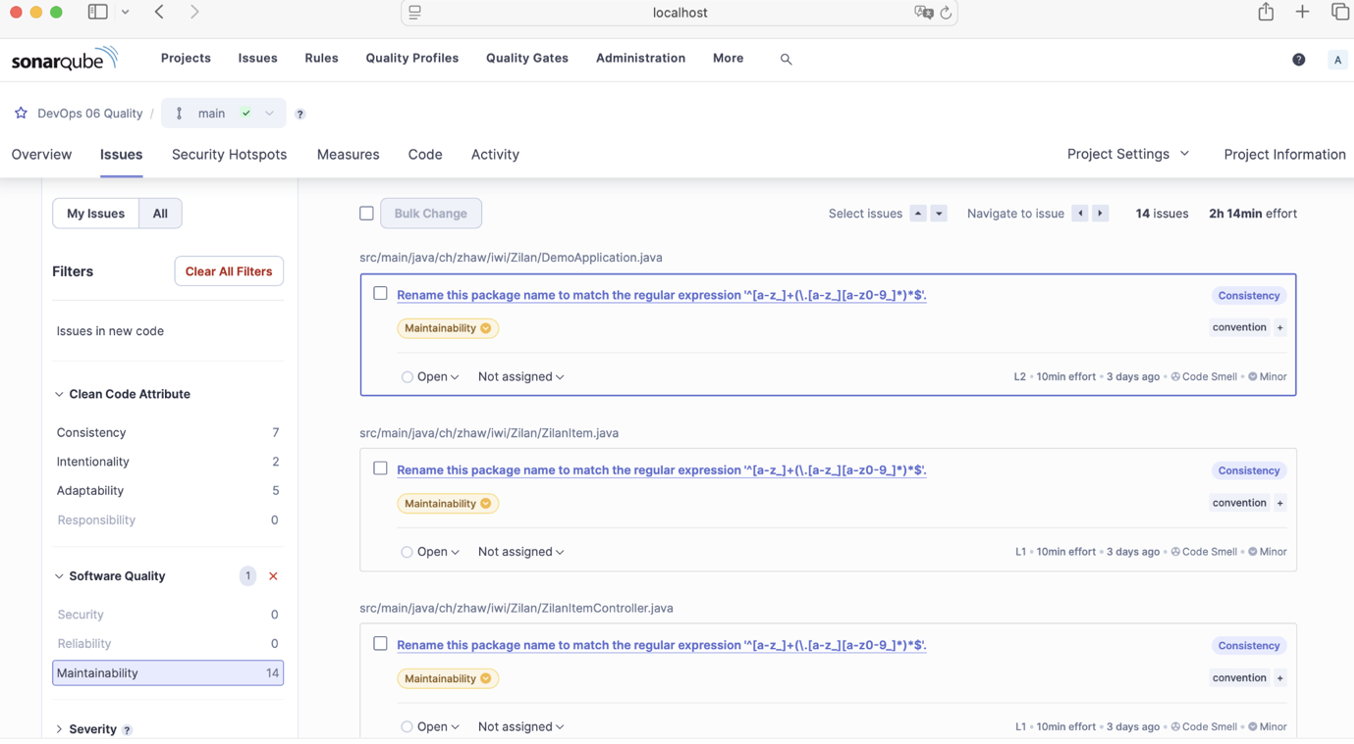 localhost
sonarqube Projects Issues Rules Quality Profiles Quality Gates Administration More ? A
DevOps 06 Quality / main ?
Overview Issues Security Hotspots Measures Code Activity Project Settings Project Information
My Issues All
Bulk Change Select issues Navigate to issue 14 issues 2h 14min effort
Filters Clear All Filters
Issues in new code
Clean Code Attribute
Consistency 7
Intentionality 2
Adaptability 5
Responsibility 0
Software Quality 1
Security 0
Reliability 0
Maintainability 14
Severity ?
src/main/java/ch/zhaw/iwi/Zilan/DemoApplication.java
Rename this package name to match the regular expression '^[a-z_]+(\.[a-z_][a-z0-9_]*)*$'. Consistency
Maintainability convention +
Open Not assigned L2 • 10min effort • 3 days ago • Code Smell • Minor
src/main/java/ch/zhaw/iwi/Zilan/ZilanItem.java
Rename this package name to match the regular expression '^[a-z_]+(\.[a-z_][a-z0-9_]*)*$'. Consistency
Maintainability convention +
Open Not assigned L1 • 10min effort • 3 days ago • Code Smell • Minor
src/main/java/ch/zhaw/iwi/Zilan/ZilanItemController.java
Rename this package name to match the regular expression '^[a-z_]+(\.[a-z_][a-z0-9_]*)*$'. Consistency
Maintainability convention +
Open Not assigned L1 • 10min effort • 3 days ago • Code Smell • Minor